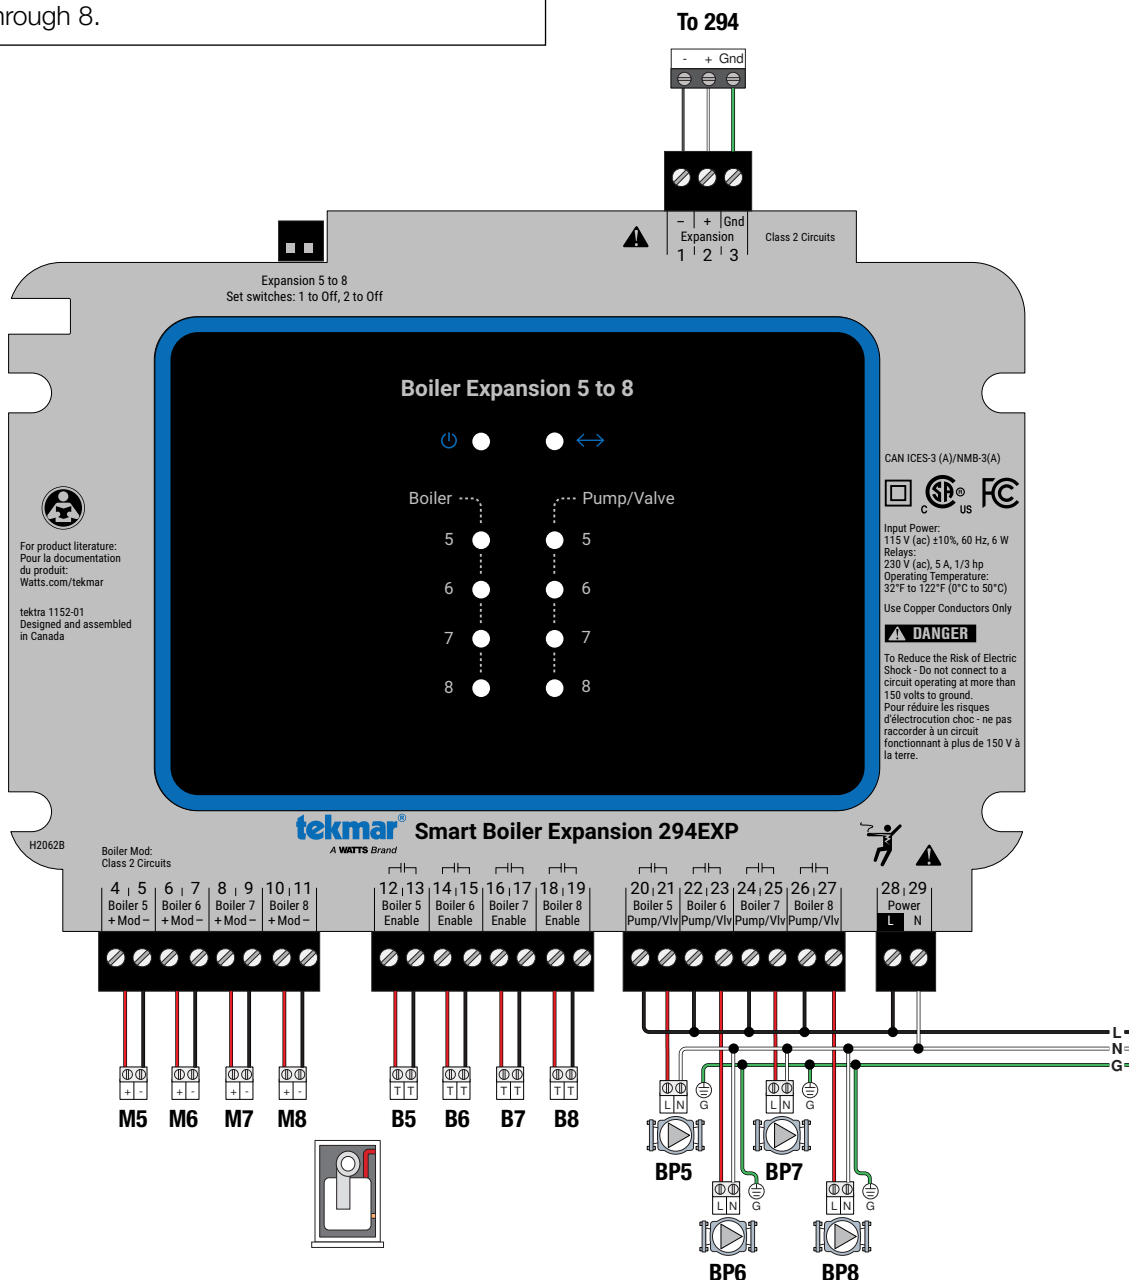 rough 8.
To 294
- + Gnd
– + Gnd
Expansion
1 2 3
Class 2 Circuits
Expansion 5 to 8
Set switches: 1 to Off, 2 to Off
Boiler Expansion 5 to 8
Boiler Pump/Valve
5 5
6 6
7 7
8 8
For product literature:
Pour la documentation
du produit:
Watts.com/tekmar
tektra 1152-01
Designed and assembled
in Canada
CAN ICES-3 (A)/NMB-3(A)
C SA ® US FC
Input Power:
115 V (ac) ±10%, 60 Hz, 6 W
Relays:
230 V (ac), 5 A, 1/3 hp
Operating Temperature:
32°F to 122°F (0°C to 50°C)
Use Copper Conductors Only
DANGER
To Reduce the Risk of Electric
Shock - Do not connect to a
circuit operating at more than
150 volts to ground.
Pour réduire les risques
d'électrocution choc - ne pas
raccorder à un circuit
fonctionnant à plus de 150 V à
la terre.
H2062B
tekmar® Smart Boiler Expansion 294EXP
A WATTS Brand
Boiler Mod:
Class 2 Circuits
4 5 6 7 8 9 10 11 12 13 14 15 16 17 18 19 20 21 22 23 24 25 26 27 28 29
Boiler 5 Boiler 6 Boiler 7 Boiler 8 Boiler 5 Boiler 6 Boiler 7 Boiler 8 Boiler 5 Boiler 6 Boiler 7 Boiler 8 Power
+ Mod – + Mod – + Mod – + Mod – Enable Enable Enable Enable Pump/Vlv Pump/Vlv Pump/Vlv Pump/Vlv L N
L
N
G
+ - + - + - + - T T T T T T T T L N G L N G
M5 M6 M7 M8 B5 B6 B7 B8
BP5 BP7
L N G L N G
BP6 BP8